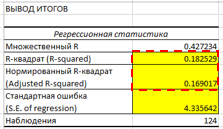 ВЫВОД ИТОГОВ
Регрессионная статистика
Множественный R 0,427234
R-квадрат (R-squared) 0,182529
Нормированный R-квадрат
(Adjusted R-squared) 0,169017
Стандартная ошибка
(S.E. of regression) 4,335642
Наблюдения 124